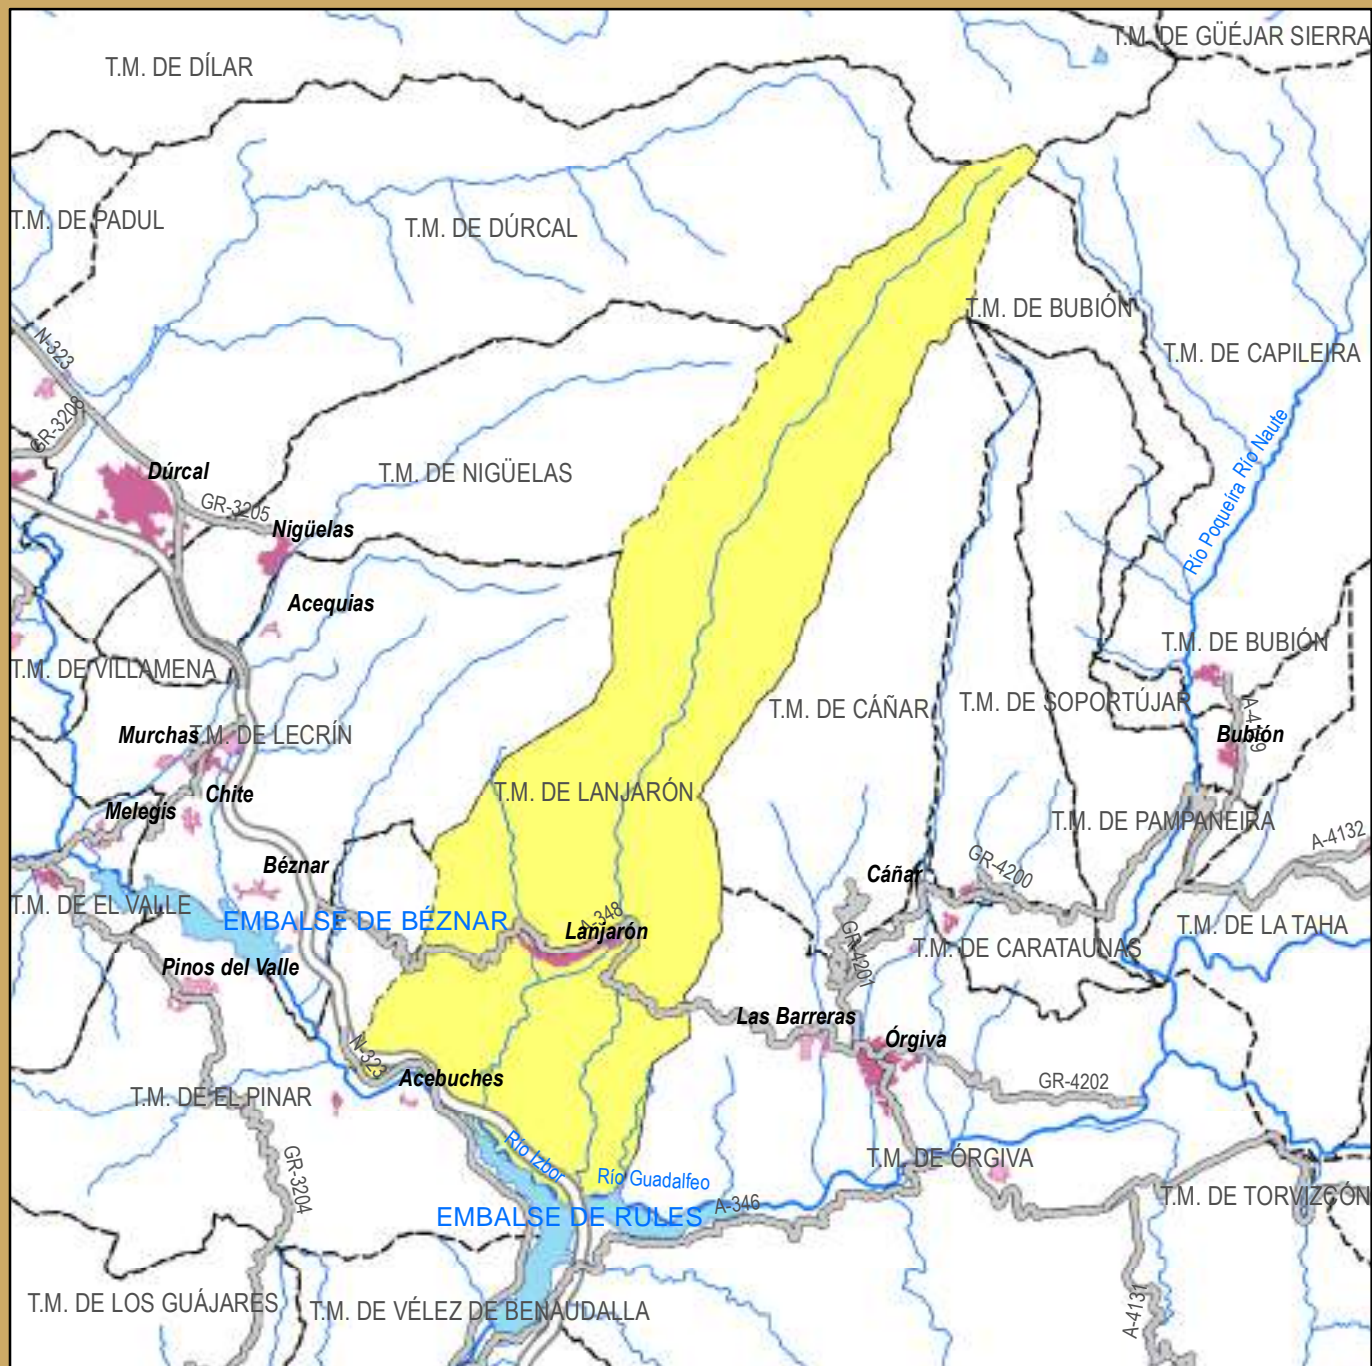 T.M. DE GÜÉJAR SIERRA
T.M. DE DÍLAR
T.M. DE PADUL
T.M. DE DÚRCAL
T.M. DE BUBIÓN
N-323
T.M. DE CAPILEIRA
GR-3208
Río Naute
Dúrcal
T.M. DE NIGÜELAS
GR-3205
Río Poqueira
Nigüelas
Acequias
T.M. DE BUBIÓN
T.M. DE VILLAMENA
T.M. DE CÁÑAR
T.M. DE SOPORTÚJAR
Murchas
T.M. DE LECRÍN
Bubión
T.M. DE LANJARÓN
Chite
Melegis
T.M. DE PAMPANEIRA
A-4132
Béznar
Cáñar
GR-4200
T.M. DE EL VALLE
EMBALSE DE BÉZNAR
A-348
Lanjarón
T.M. DE LA TAHA
GR-4201
T.M. DE CARATAUNAS
Pinos del Valle
Las Barreras
Órgiva
N-323
Acebuches
GR-4202
T.M. DE EL PINAR
Río Izbor
T.M. DE ÓRGIVA
GR-3204
Río Guadalfeo
A-346
T.M. DE TORVIZCÓN
EMBALSE DE RULES
T.M. DE LOS GUÁJARES
T.M. DE VÉLEZ DE BENAUDALLA
A-4131